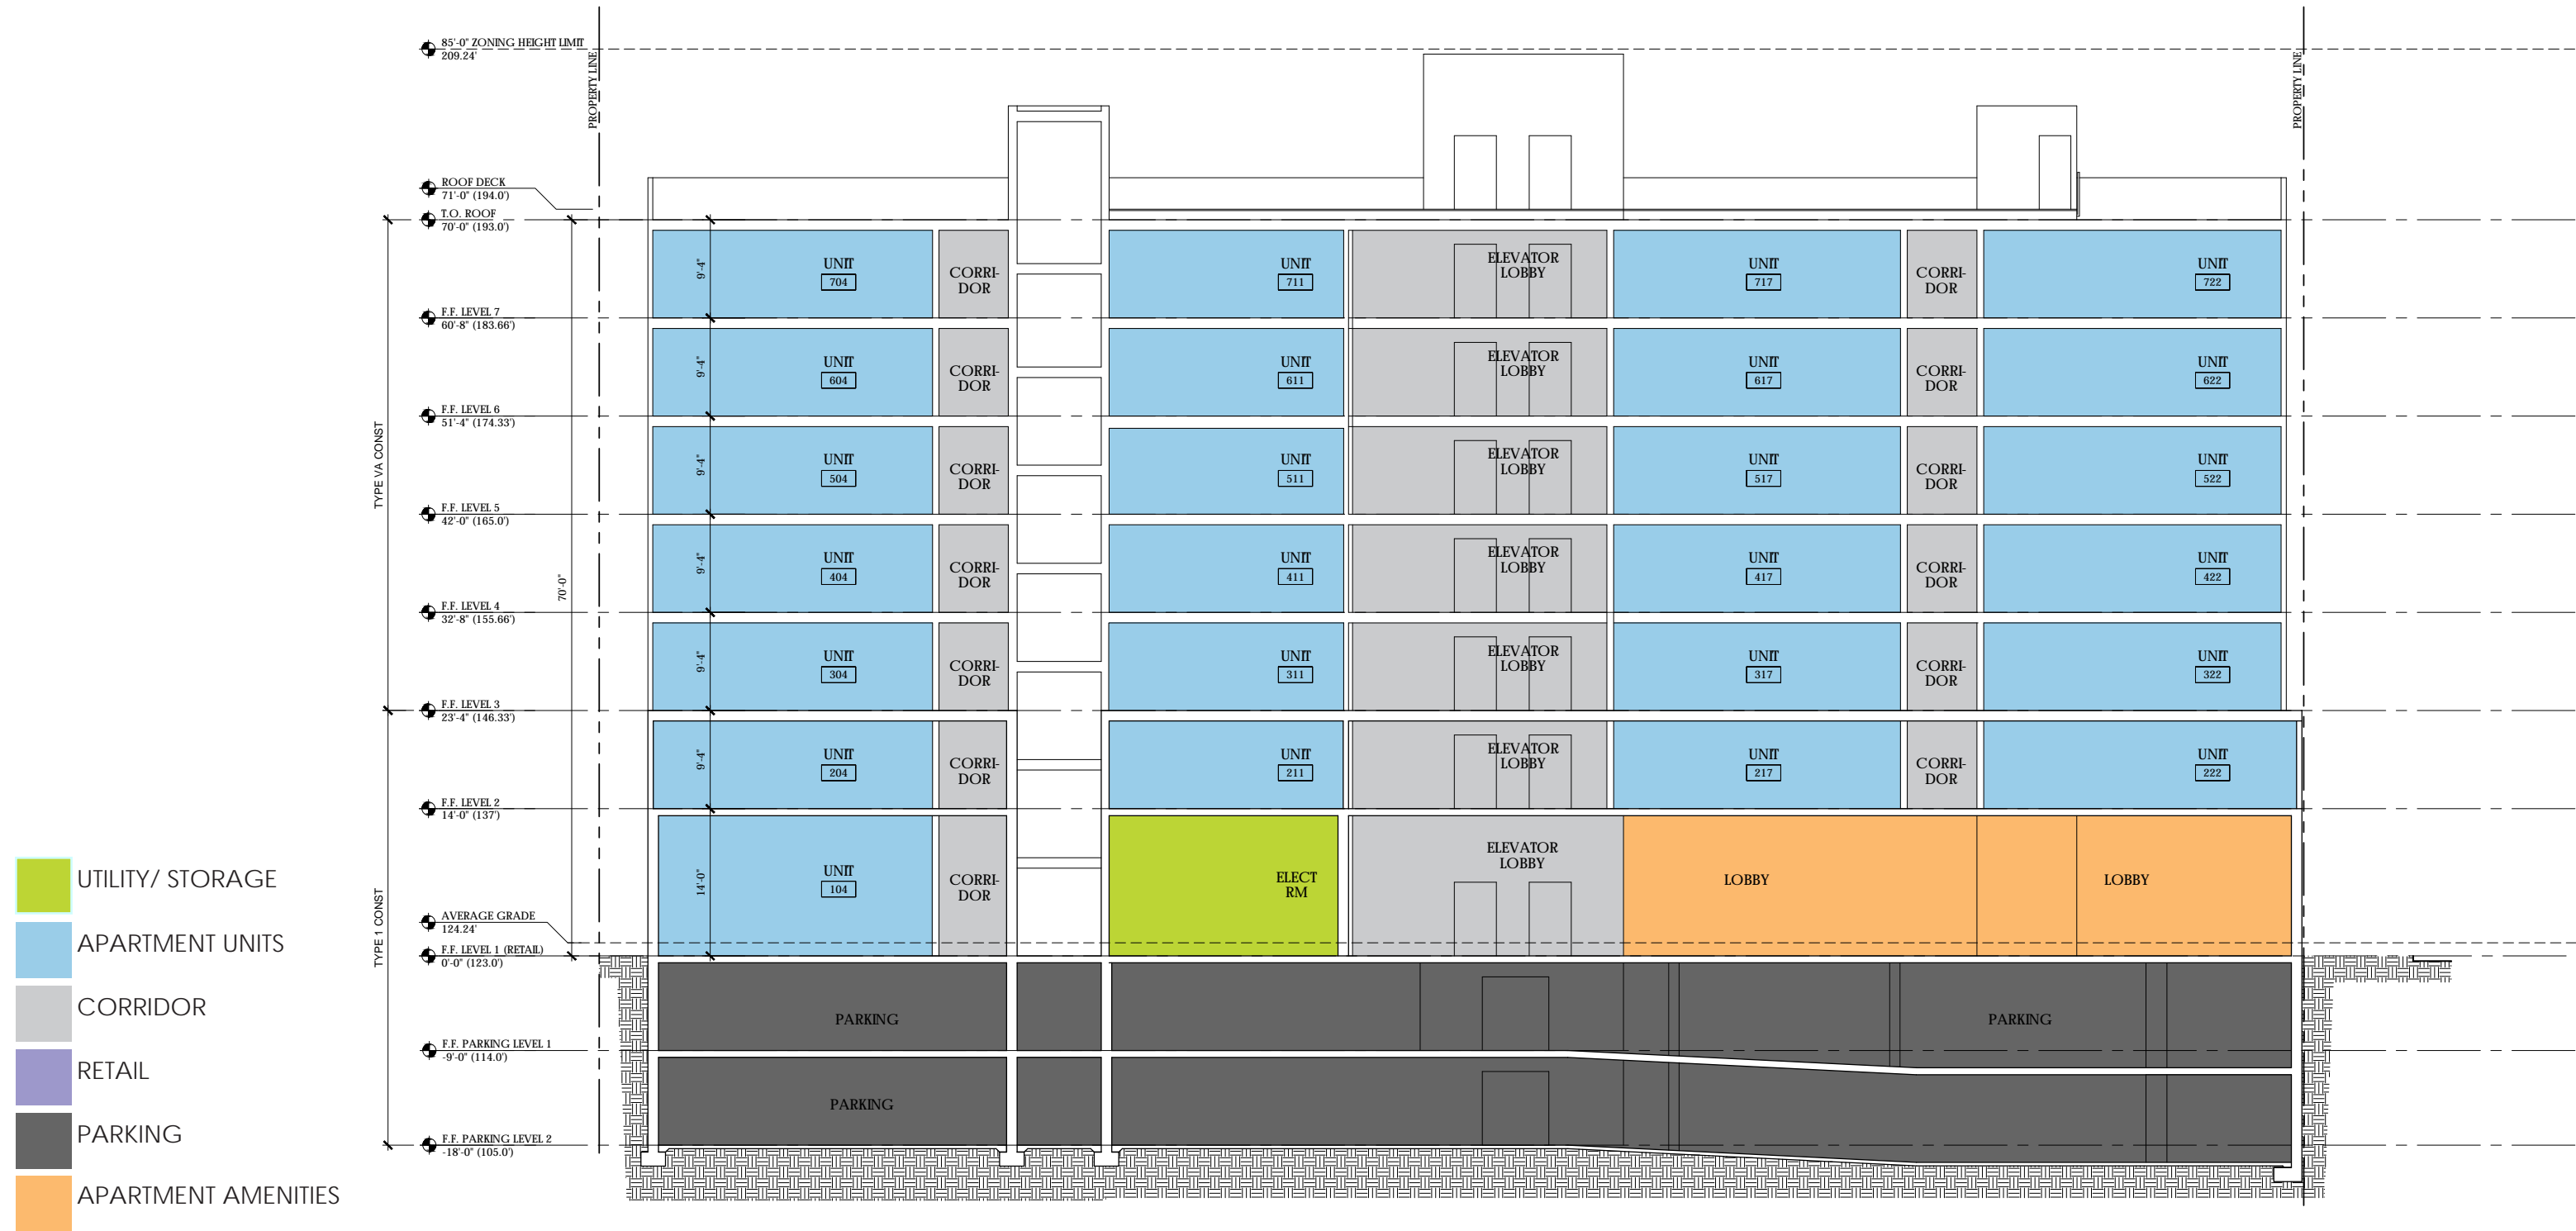 85'-0" ZONING HEIGHT LIMIT
209.24'
PROPERTY LINE
PROPERTY LINE
ROOF DECK
71'-0" (194.0')
T.O. ROOF
70'-0" (193.0')
9'-4"
UNIT
704
CORRI-
DOR
UNIT
711
ELEVATOR
LOBBY
UNIT
717
CORRI-
DOR
UNIT
722
F.F. LEVEL 7
60'-8" (183.66')
9'-4"
UNIT
604
CORRI-
DOR
UNIT
611
ELEVATOR
LOBBY
UNIT
617
CORRI-
DOR
UNIT
622
F.F. LEVEL 6
51'-4" (174.33')
TYPE VA CONST
9'-4"
UNIT
504
CORRI-
DOR
UNIT
511
ELEVATOR
LOBBY
UNIT
517
CORRI-
DOR
UNIT
522
F.F. LEVEL 5
42'-0" (165.0')
70'-0"
9'-4"
UNIT
404
CORRI-
DOR
UNIT
411
ELEVATOR
LOBBY
UNIT
417
CORRI-
DOR
UNIT
422
F.F. LEVEL 4
32'-8" (155.66')
9'-4"
UNIT
304
CORRI-
DOR
UNIT
311
ELEVATOR
LOBBY
UNIT
317
CORRI-
DOR
UNIT
322
F.F. LEVEL 3
23'-4" (146.33')
9'-4"
UNIT
204
CORRI-
DOR
UNIT
211
ELEVATOR
LOBBY
UNIT
217
CORRI-
DOR
UNIT
222
F.F. LEVEL 2
14'-0" (137')
TYPE 1 CONST
14'-0"
UNIT
104
CORRI-
DOR
ELECT
RM
ELEVATOR
LOBBY
LOBBY
LOBBY
AVERAGE GRADE
124.24'
F.F. LEVEL 1 (RETAIL)
0'-0" (123.0')
PARKING
PARKING
F.F. PARKING LEVEL 1
-9'-0" (114.0')
PARKING
F.F. PARKING LEVEL 2
-18'-0" (105.0')
UTILITY/ STORAGE
APARTMENT UNITS
CORRIDOR
RETAIL
PARKING
APARTMENT AMENITIES